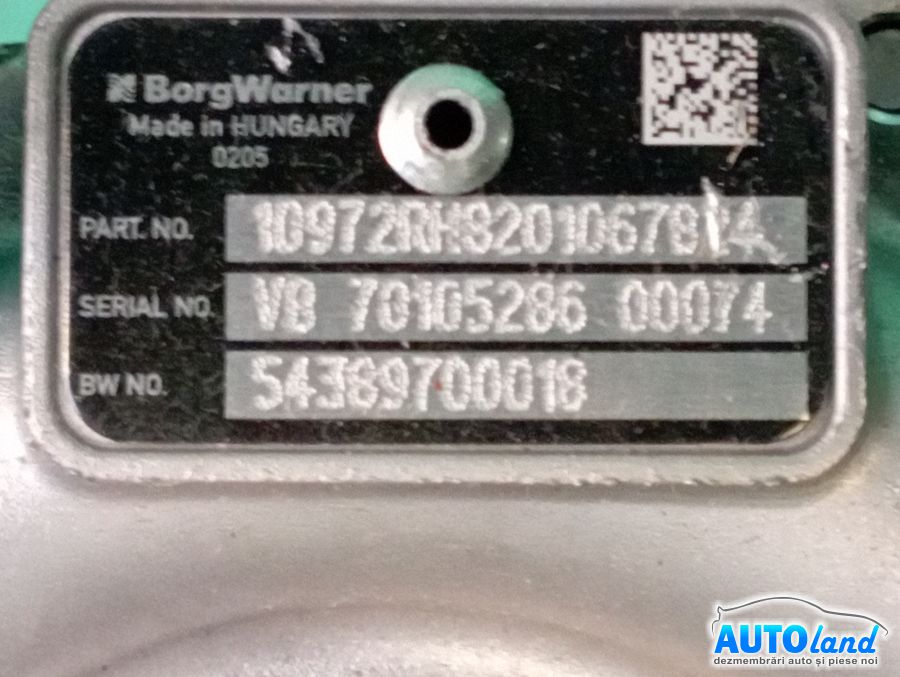 BorgWarner
Made in HUNGARY
0205
PART. NO.
SERIAL NO. VB 70105286 00074
BW NO. 54389700018
AUTOland
dezmembrări auto și piese noi